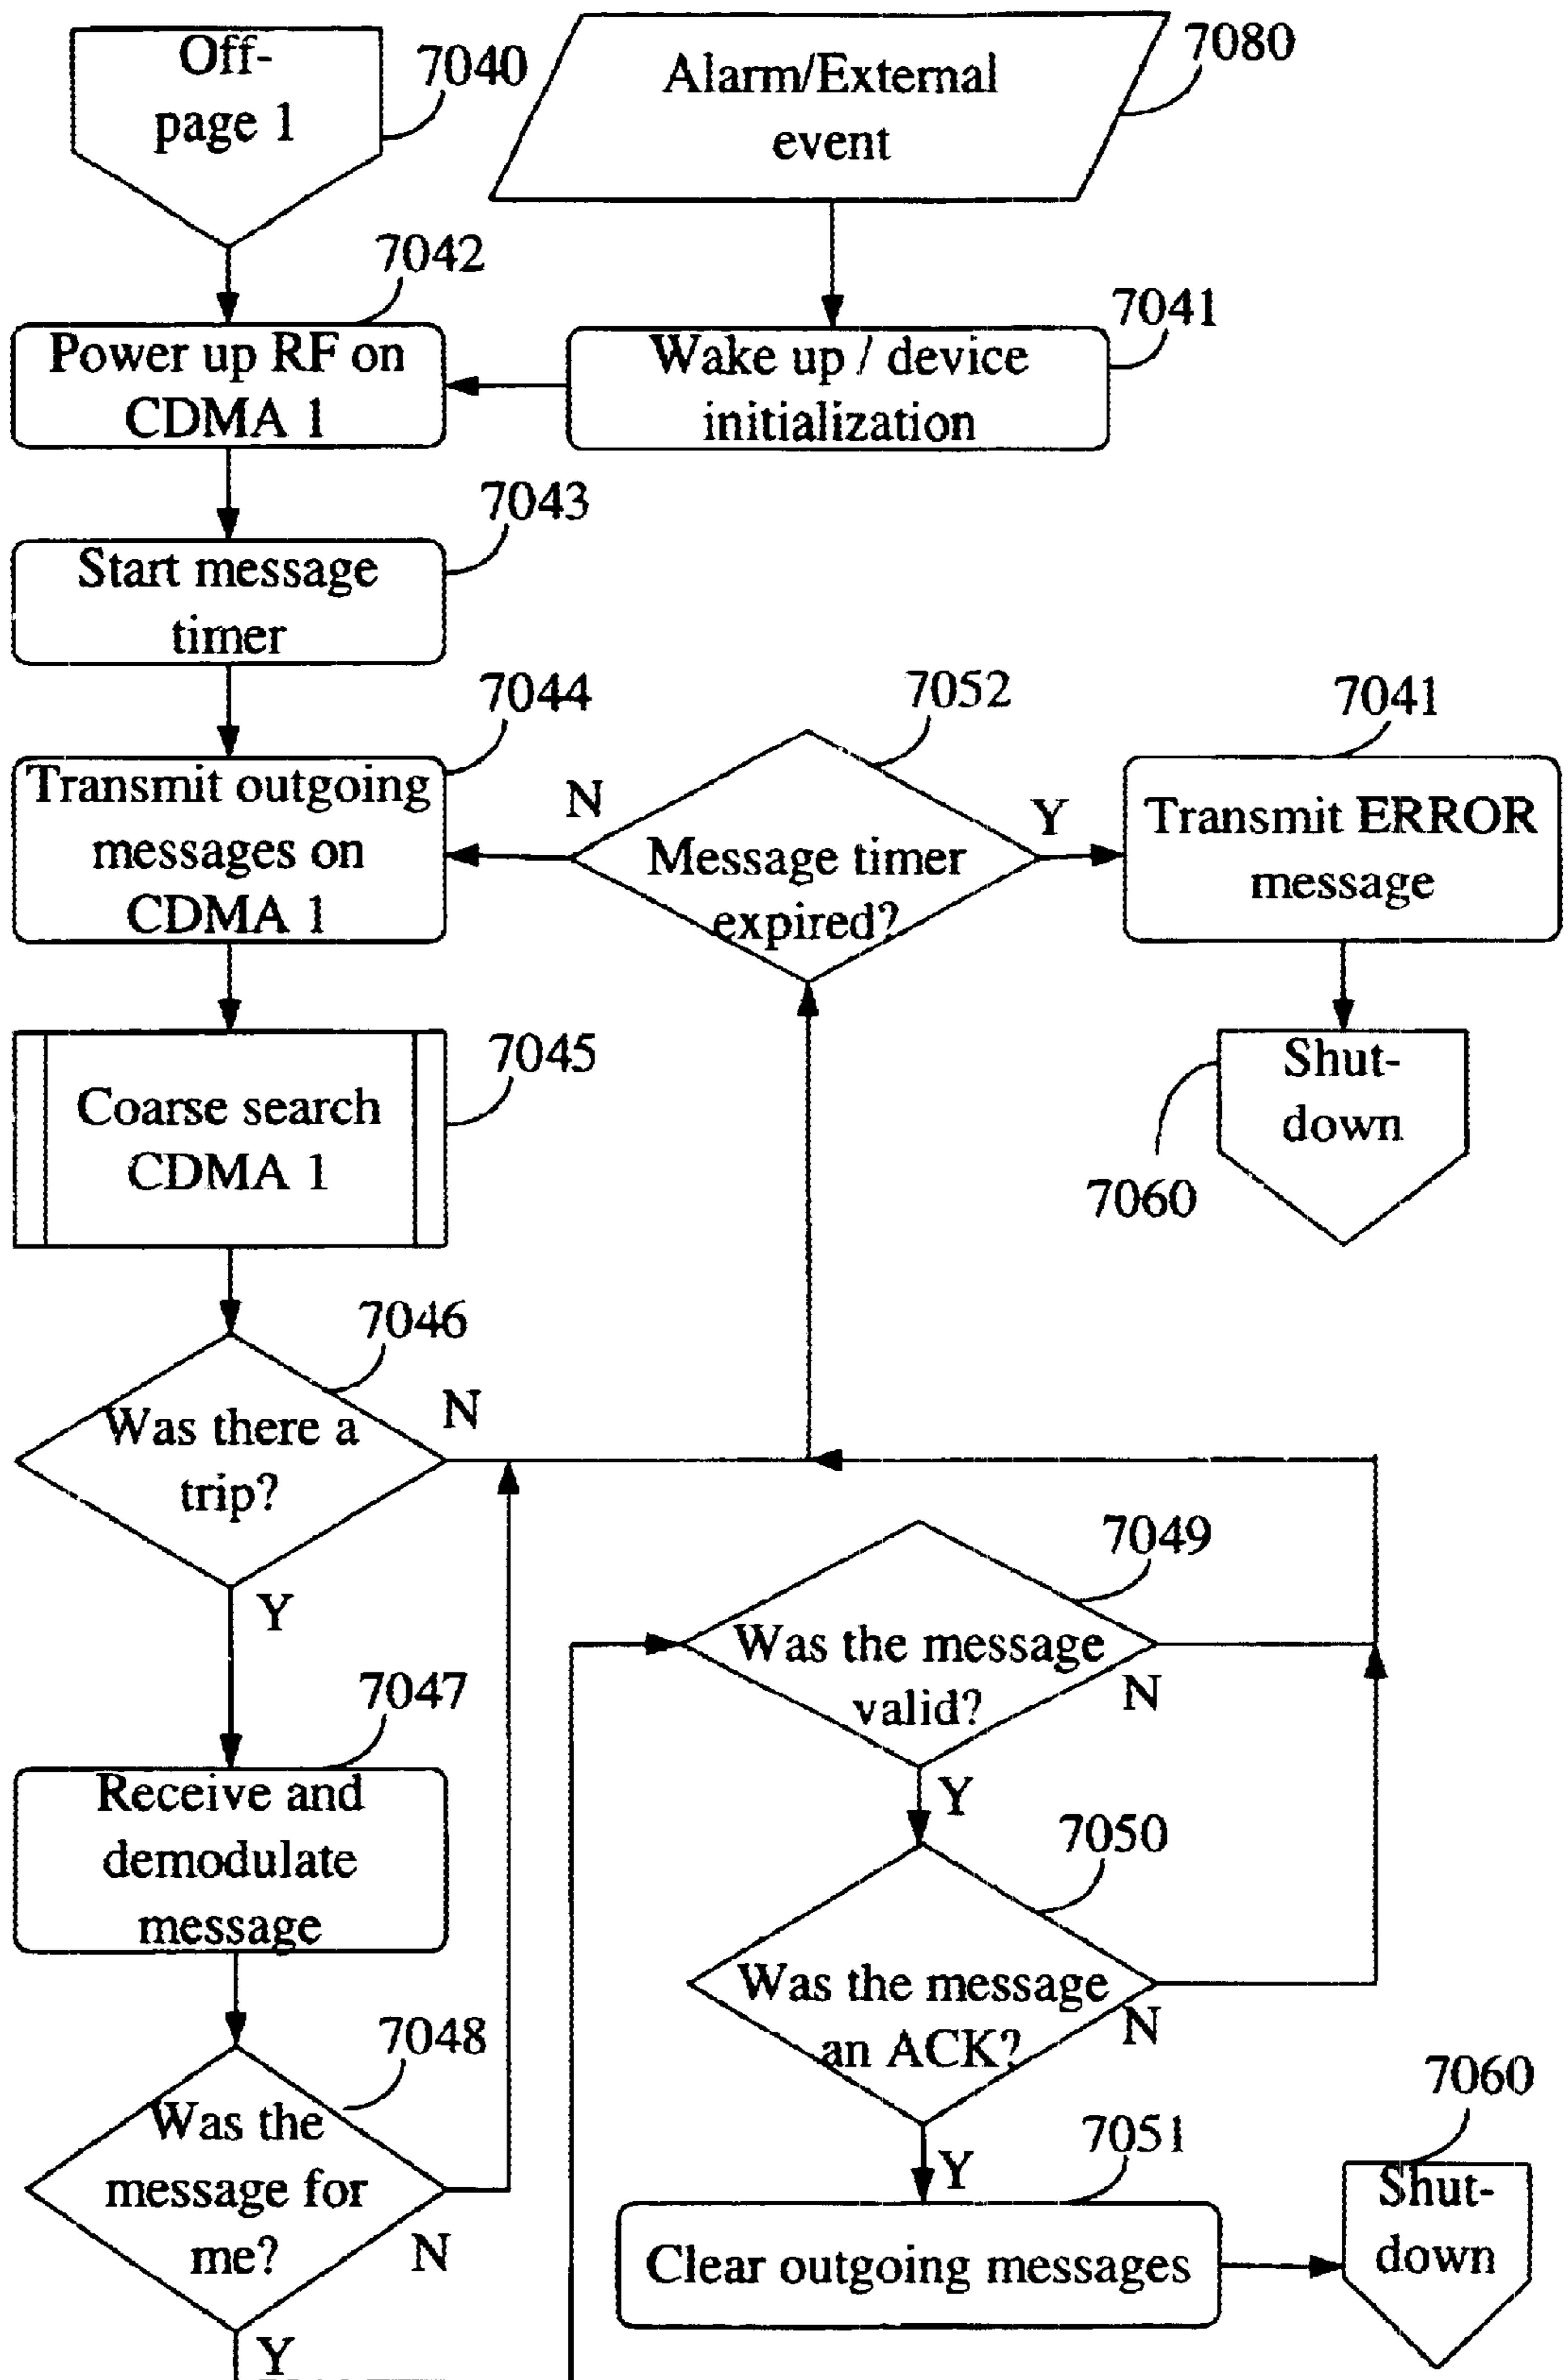 Off-
page 1
7040
Alarm/External
event
7080
7042
Power up RF on
CDMA 1
7041
Wake up / device
initialization
7043
Start message
timer
7044
Transmit outgoing
messages on
CDMA 1
7052
N
Y
Message timer
expired?
7041
Transmit ERROR
message
7045
Coarse search
CDMA 1
Shut-
down
7060
7046
Was there a
trip?
N
Y
7049
Was the message
valid?
N
Y
7047
Receive and
demodulate
message
7050
Was the message
an ACK?
N
Y
7048
Was the
message for
me?
N
Y
7051
Clear outgoing messages
7060
Shut-
down